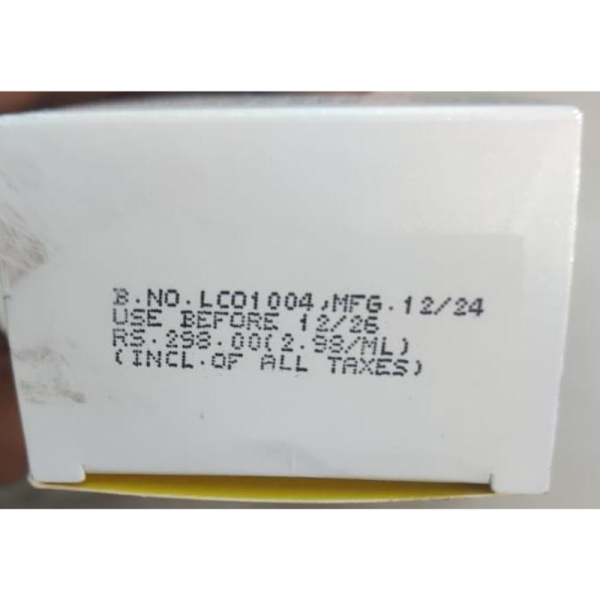 B.NO.LC01004,MFG.12/24
USE BEFORE 12/26
RS.298.00(2.98/ML)
(INCL.OF ALL TAXES)